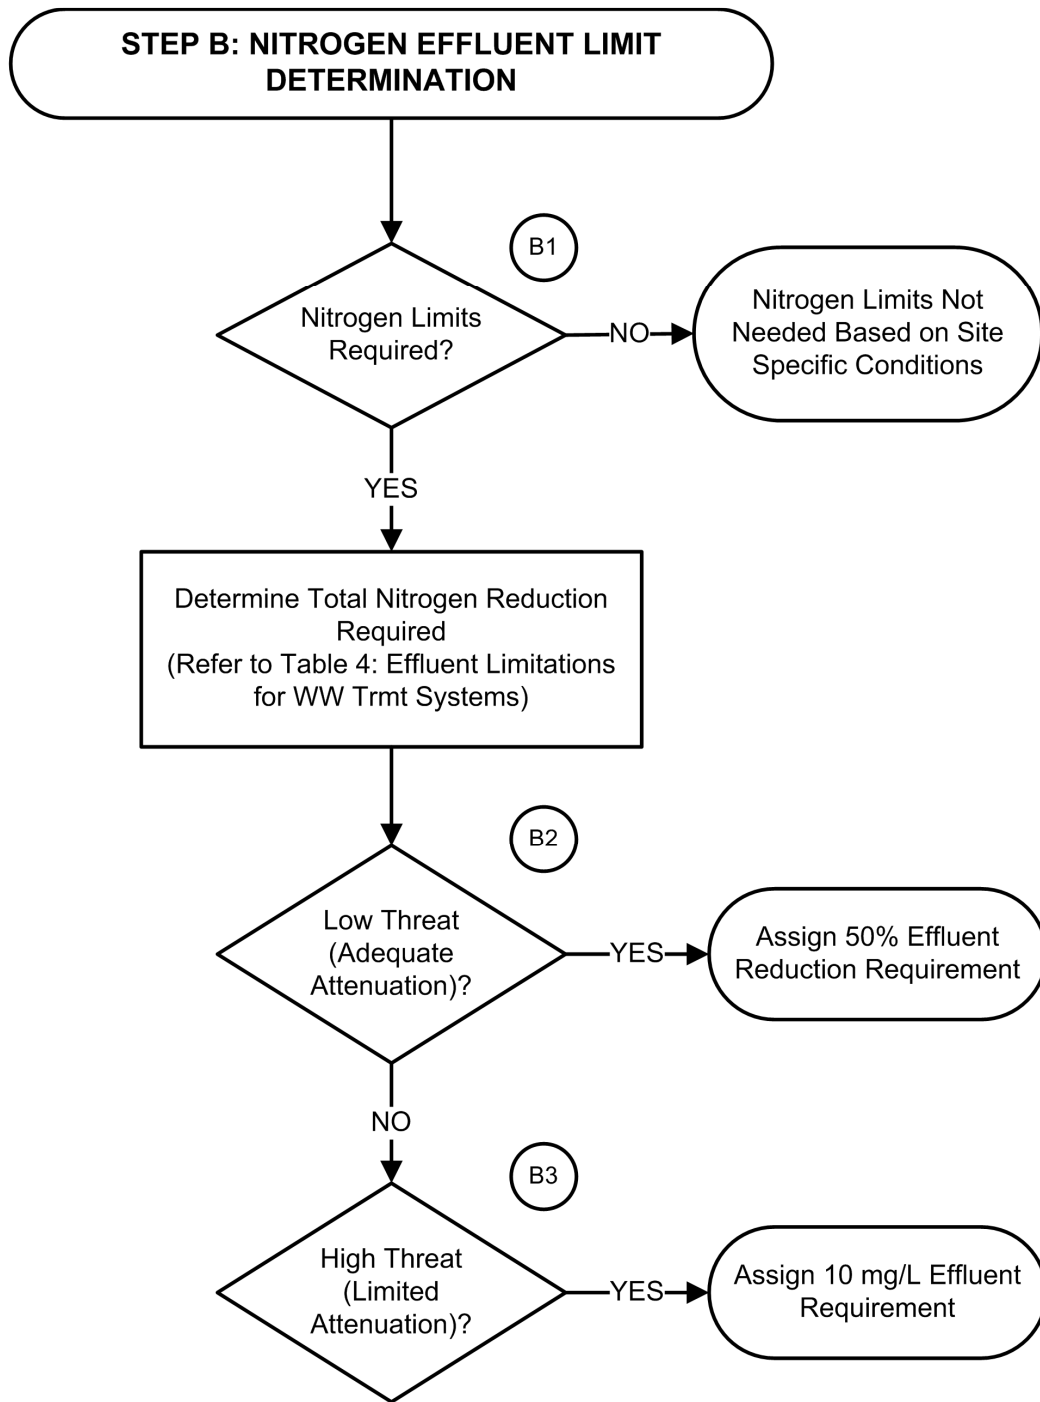 STEP B: NITROGEN EFFLUENT LIMIT
DETERMINATION
B1
Nitrogen Limits
Required?
NO
Nitrogen Limits Not
Needed Based on Site
Specific Conditions
YES
Determine Total Nitrogen Reduction
Required
(Refer to Table 4: Effluent Limitations
for WW Trmt Systems)
B2
Low Threat
(Adequate
Attenuation)?
YES
Assign 50% Effluent
Reduction Requirement
NO
B3
High Threat
(Limited
Attenuation)?
YES
Assign 10 mg/L Effluent
Requirement